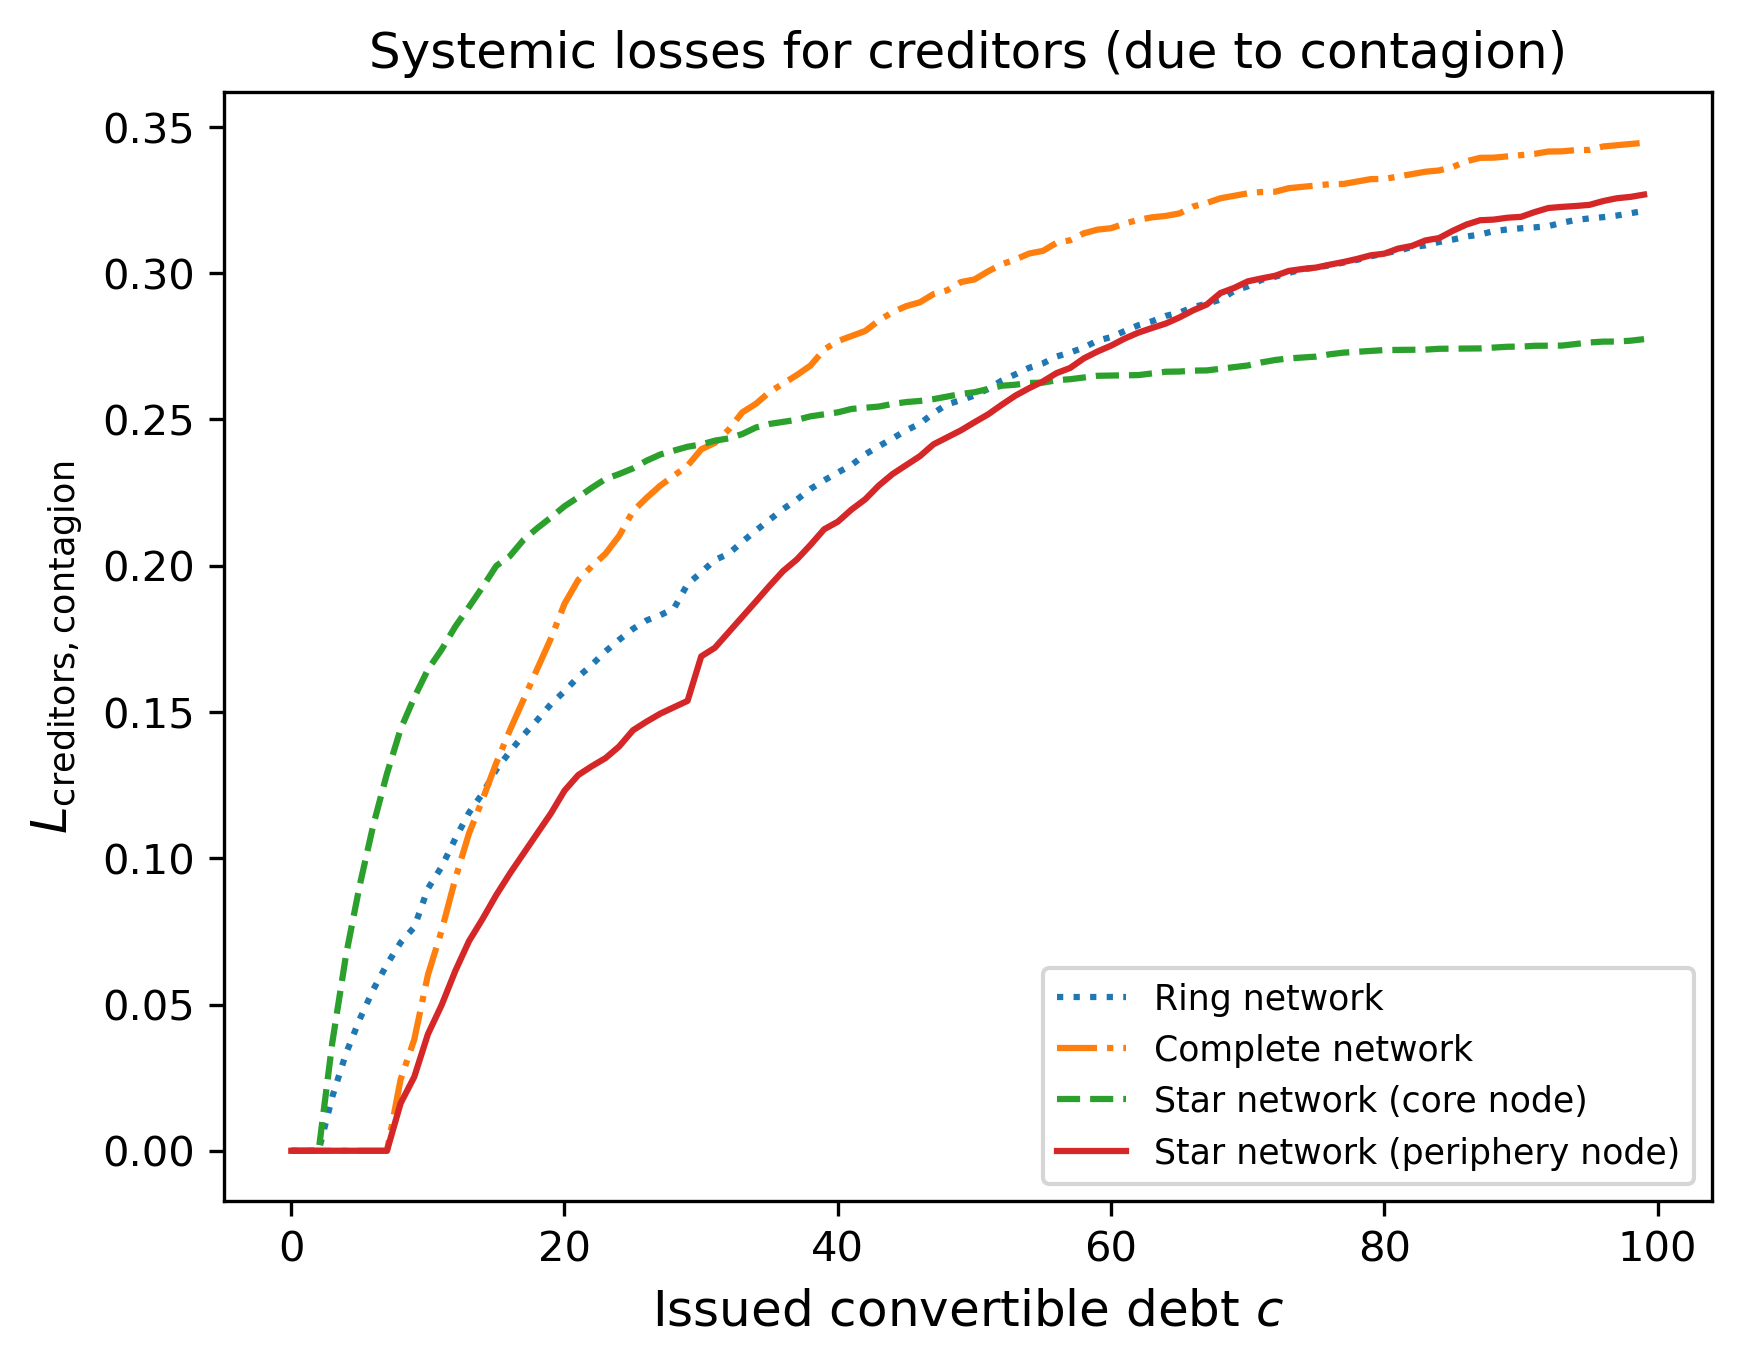 Systemic losses for creditors (due to contagion)
0.35
0.30
0.25
0.20
0.15
0.10
0.05
0.00
L creditors, contagion
0 20 40 60 80 100
Issued convertible debt c
Ring network
Complete network
Star network (core node)
Star network (periphery node)